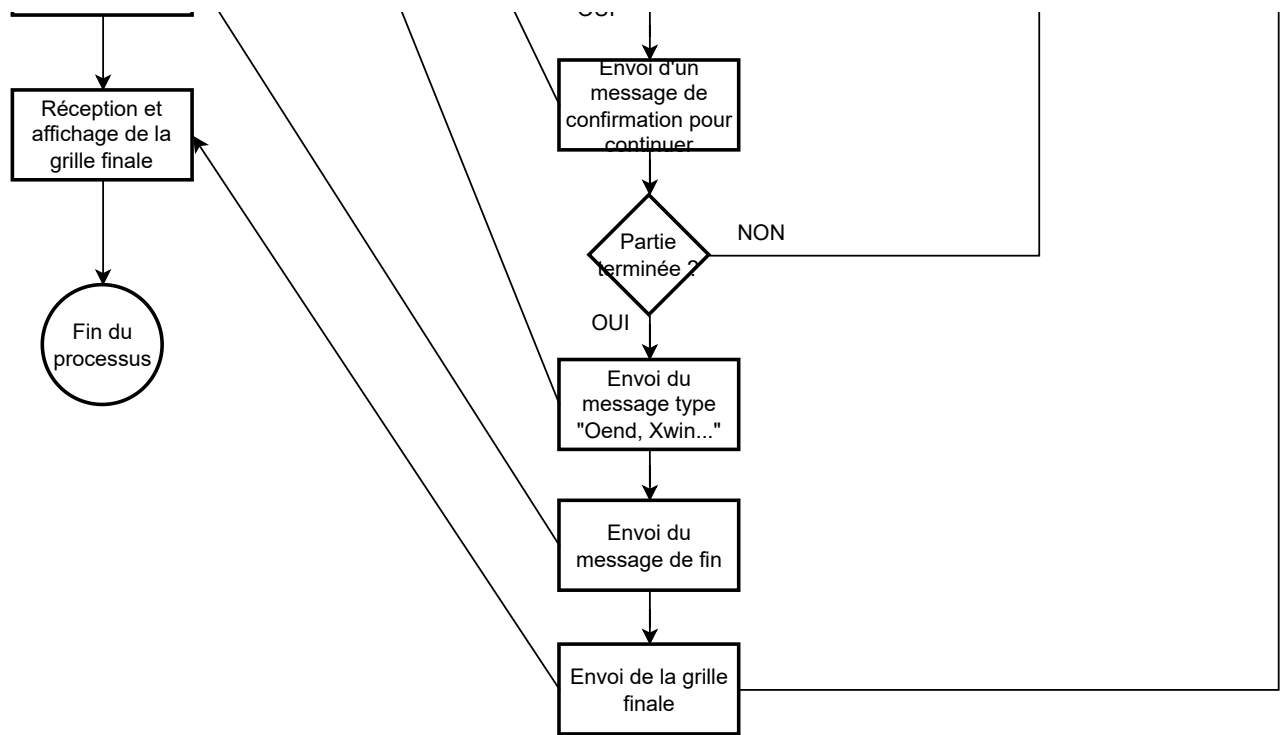 OUI
Envoi d'un
message de
confirmation pour
continuer
Réception et
affichage de la
grille finale
NON
Partie
terminée ?
OUI
Fin du
processus
Envoi du
message type
"Oend, Xwin..."
Envoi du
message de fin
Envoi de la grille
finale